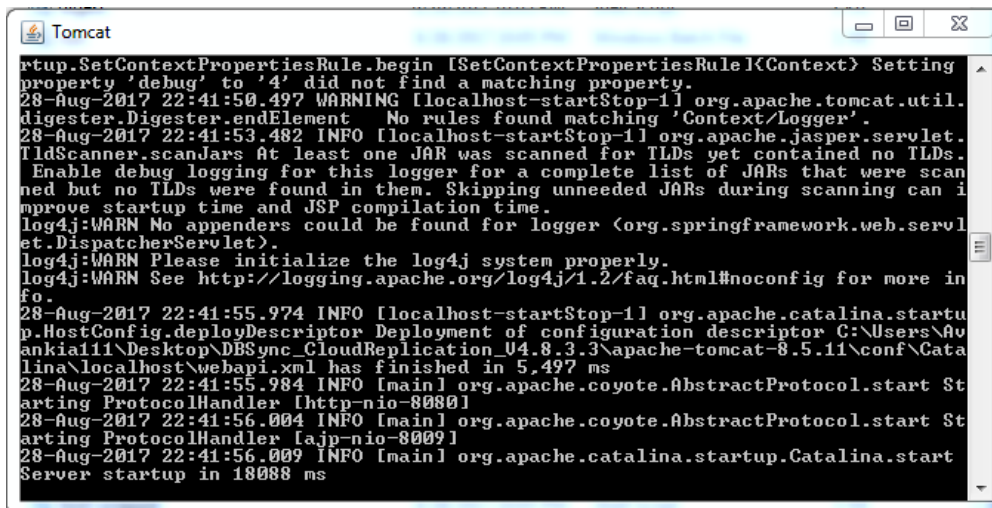 Tomcat
rtup.SetContextPropertiesRule.begin [SetContextPropertiesRule]{Context} Setting
property 'debug' to '4' did not find a matching property.
28-Aug-2017 22:41:50.497 WARNING [localhost-startStop-1] org.apache.tomcat.util.
digester.Digester.endElement   No rules found matching 'Context/Logger'.
28-Aug-2017 22:41:53.482 INFO [localhost-startStop-1] org.apache.jasper.servlet.
TldScanner.scanJars At least one JAR was scanned for TLDs yet contained no TLDs.
 Enable debug logging for this logger for a complete list of JARs that were scan
ned but no TLDs were found in them. Skipping unneeded JARs during scanning can i
mprove startup time and JSP compilation time.
log4j:WARN No appenders could be found for logger (org.springframework.web.servl
et.DispatcherServlet).
log4j:WARN Please initialize the log4j system properly.
log4j:WARN See http://logging.apache.org/log4j/1.2/faq.html#noconfig for more in
fo.
28-Aug-2017 22:41:55.974 INFO [localhost-startStop-1] org.apache.catalina.startu
p.HostConfig.deployDescriptor Deployment of configuration descriptor C:\Users\Av
ankia111\Desktop\DBSync_CloudReplication_V4.8.3.3\apache-tomcat-8.5.11\conf\Cata
lina\localhost\webapi.xml has finished in 5,497 ms
28-Aug-2017 22:41:55.984 INFO [main] org.apache.coyote.AbstractProtocol.start St
arting ProtocolHandler [http-nio-8080]
28-Aug-2017 22:41:56.004 INFO [main] org.apache.coyote.AbstractProtocol.start St
arting ProtocolHandler [ajp-nio-8009]
28-Aug-2017 22:41:56.009 INFO [main] org.apache.catalina.startup.Catalina.start
Server startup in 18088 ms